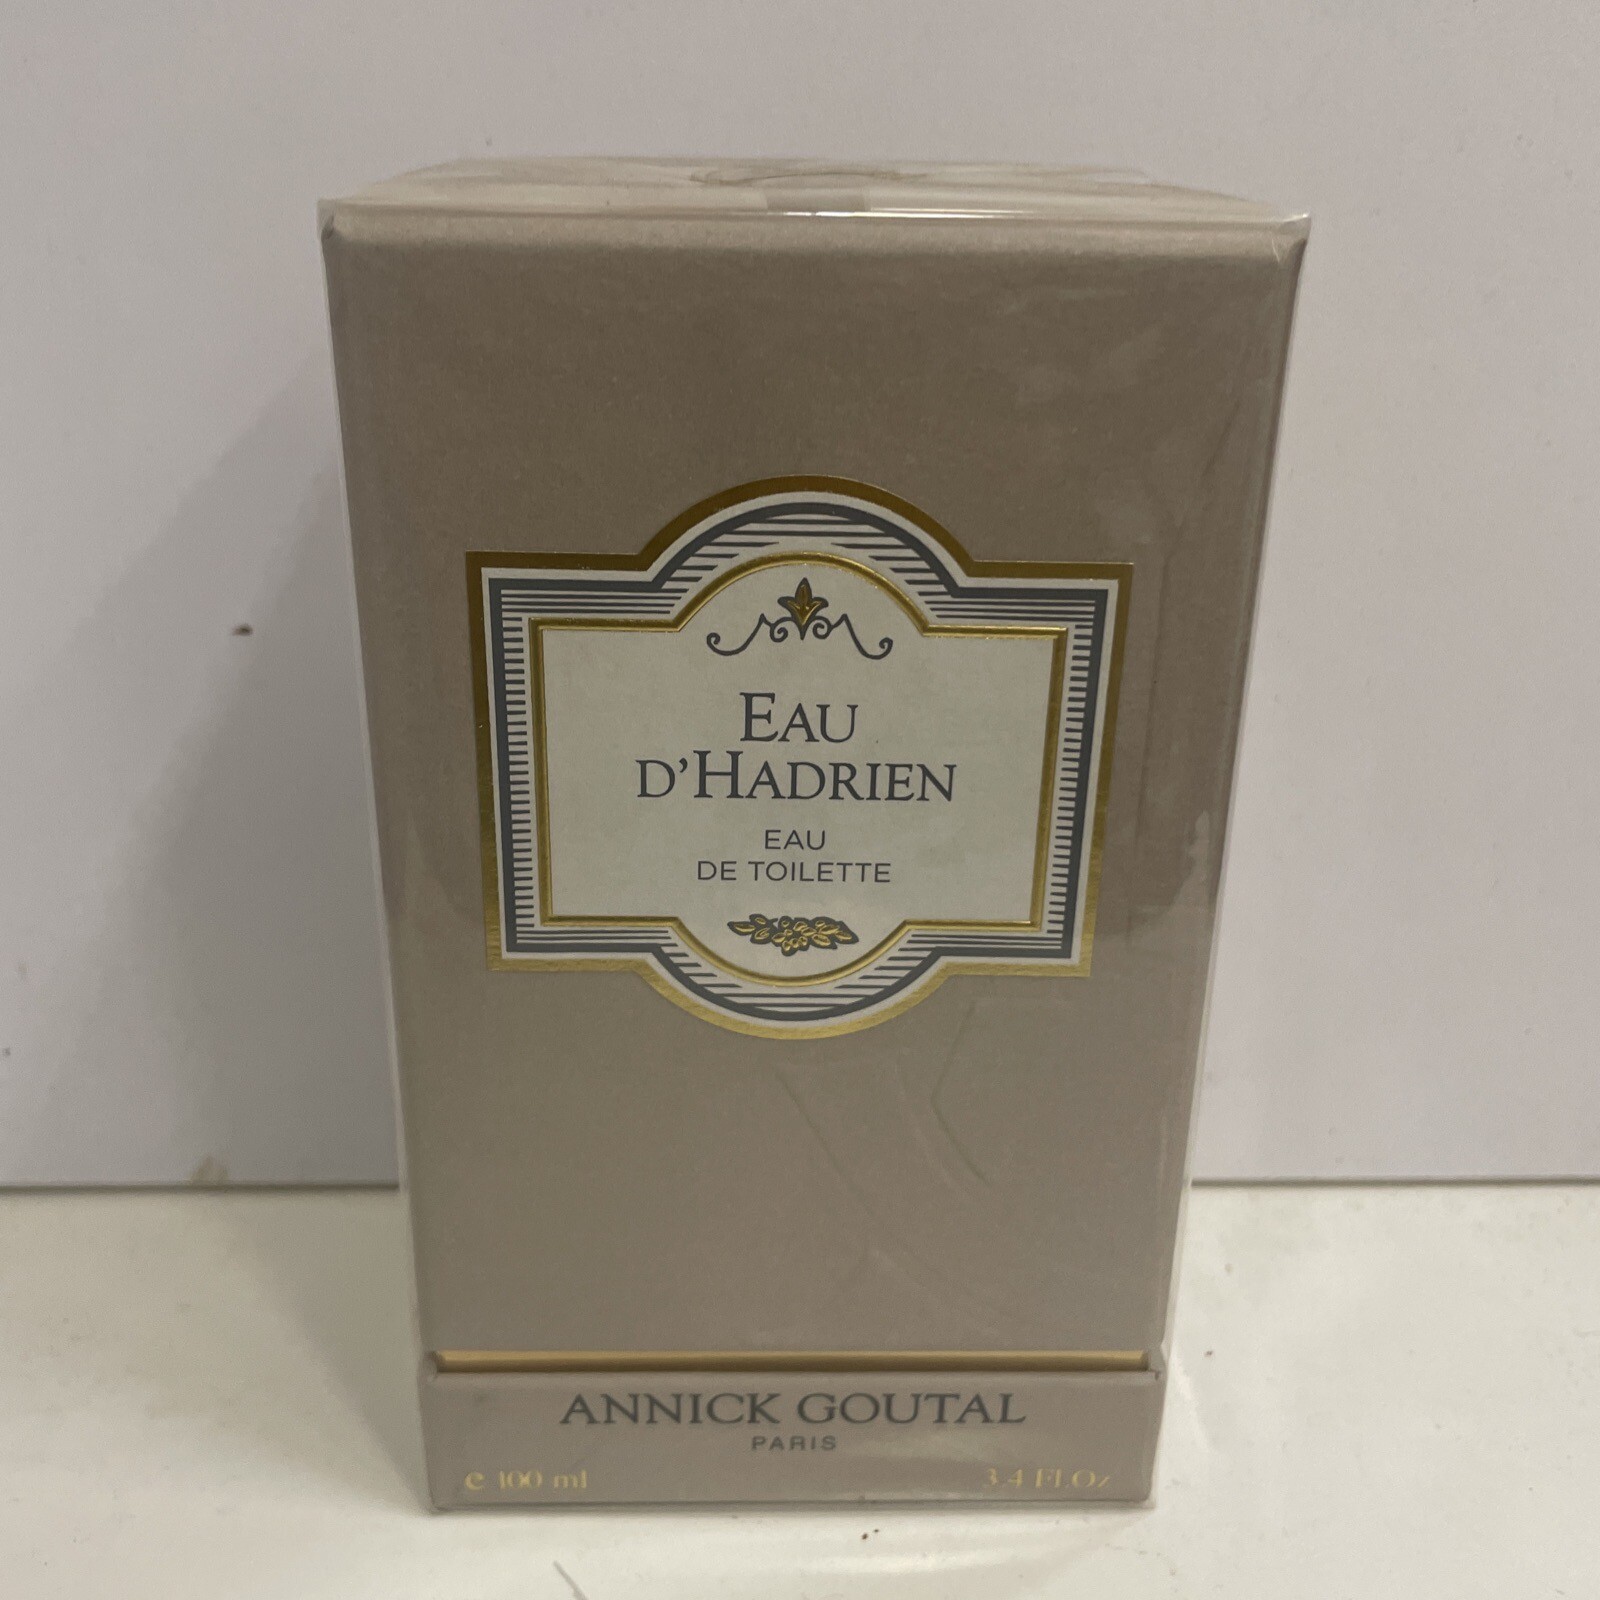 EAU
D'HADRIEN
EAU
DE TOILETTE
ANNICK GOUTAL
PARIS
e 100 ml
3.4 Fl.Oz